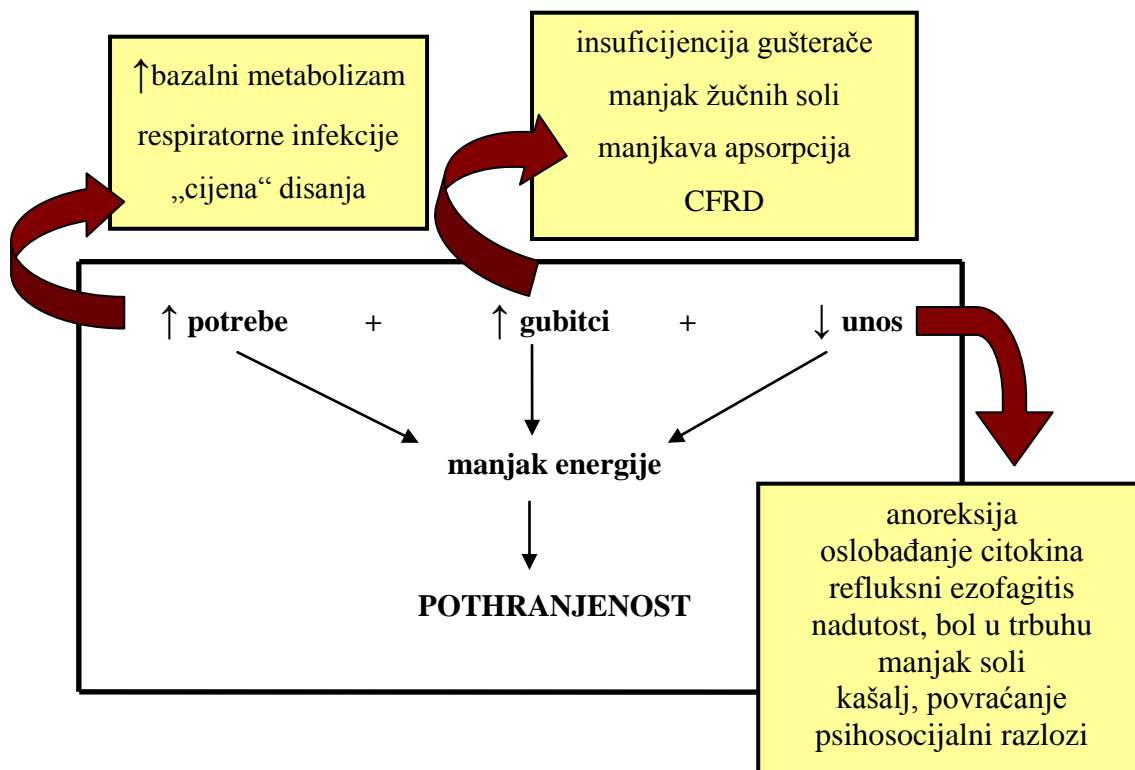 ↑bazalni metabolizam
respiratorne infekcije
„cijena“ disanja
insuficijencija gušterače
manjak žučnih soli
manjkava apsorpcija
CFRD
↑ potrebe + ↑ gubitci + ↓ unos
manjak energije
POTHRANJENOST
anoreksija
oslobađanje citokina
refluksni ezofagitis
nadutost, bol u trbuhu
manjak soli
kašalj, povraćanje
psihosocijalni razlozi